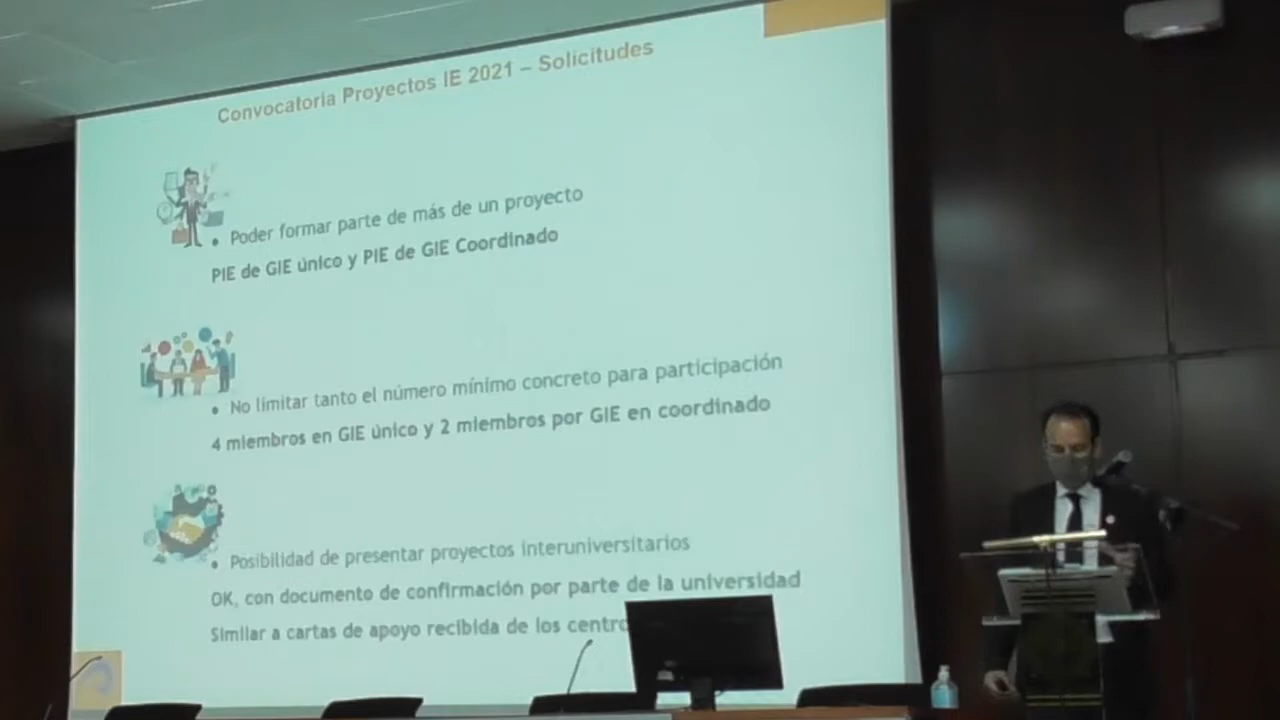 Convocatoria Proyectos IE 2021 – Solicitudes
• Poder formar parte de más de un proyecto
PIE de GIE único y PIE de GIE Coordinado
• No limitar tanto el número mínimo concreto para participación
4 miembros en GIE único y 2 miembros por GIE en coordinado
• Posibilidad de presentar proyectos interuniversitarios
OK, con documento de confirmación por parte de la universidad
Similar a cartas de apoyo recibida de los centro